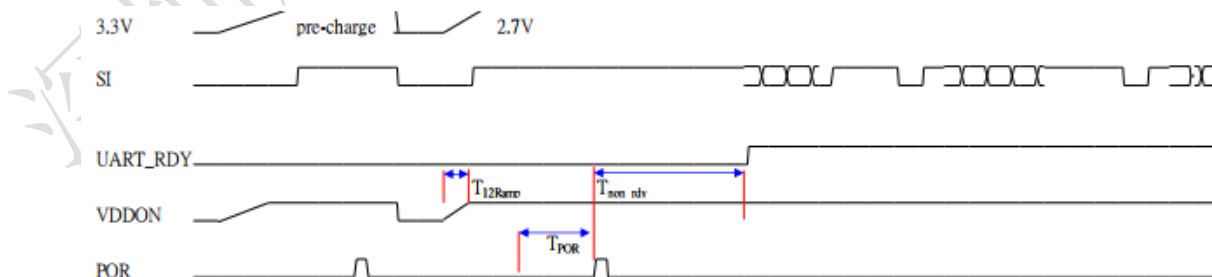 3.3V pre-charge 2.7V
SI
UART_RDY
T12Ramp Tnon_rdy
VDDON
TPOR
POR